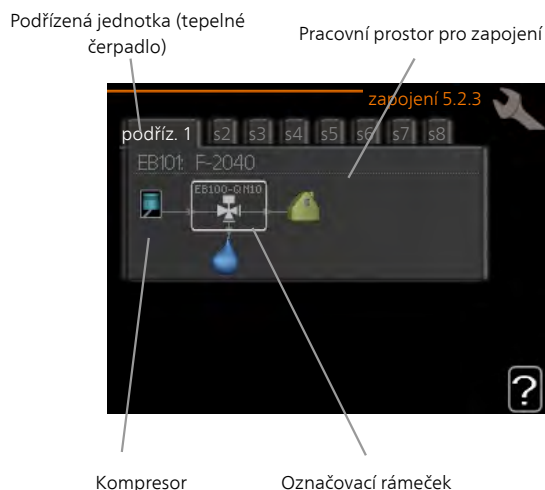 Podřízená jednotka (tepelné
čerpadlo)
Pracovní prostor pro zapojení
zapojení 5.2.3
podříz. 1 s2 s3 s4 s5 s6 s7 s8
EB101: F-2040
EB100-QN10
?
Kompresor
Označovací rámeček